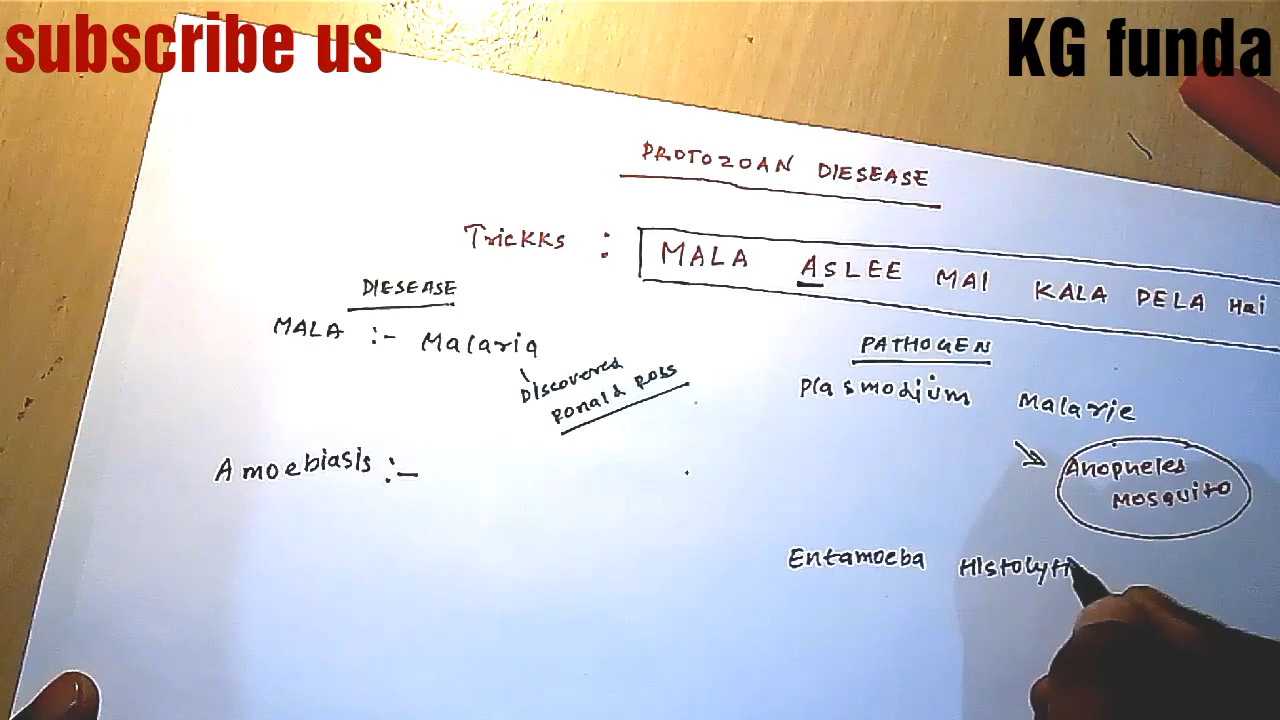 subscribe us
KG funda
PROTOZOAN DIESEASE
TricKKs : MALA ASLEE MAI KALA PELA Hai
DIESEASE
MALA :- Malaria
Discovered
Ronald Ross
PATHOGEN
Plasmodium Malarie
Anopheles
Mosquito
Amoebiasis :-
Entamoeba Histolyti